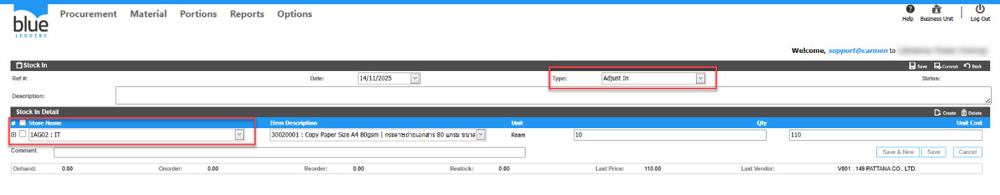 Procurement Material Portions Reports Options
blue
LEDGERS
Help Business Unit Log Out
Welcome, support@carmen to
Stock In Save Commit Back
Ref #: Date: 14/11/2025 Type: Adjust In Status:
Description:
Stock In Detail Create Delete
# Store Name Item Description Unit Qty Unit Cost
1AG02 : IT 30020001 : Copy Paper Size A4 80gsm | กระดาษถ่ายเอกสาร 80 แกรม ขนาด Ream 10 110
Comment Save & New Save Cancel
Onhand: 0.00 Onorder: 0.00 Reorder: 0.00 Restock: 0.00 Last Price: 110.00 Last Vendor: V001 : 149 PATTANA CO., LTD.